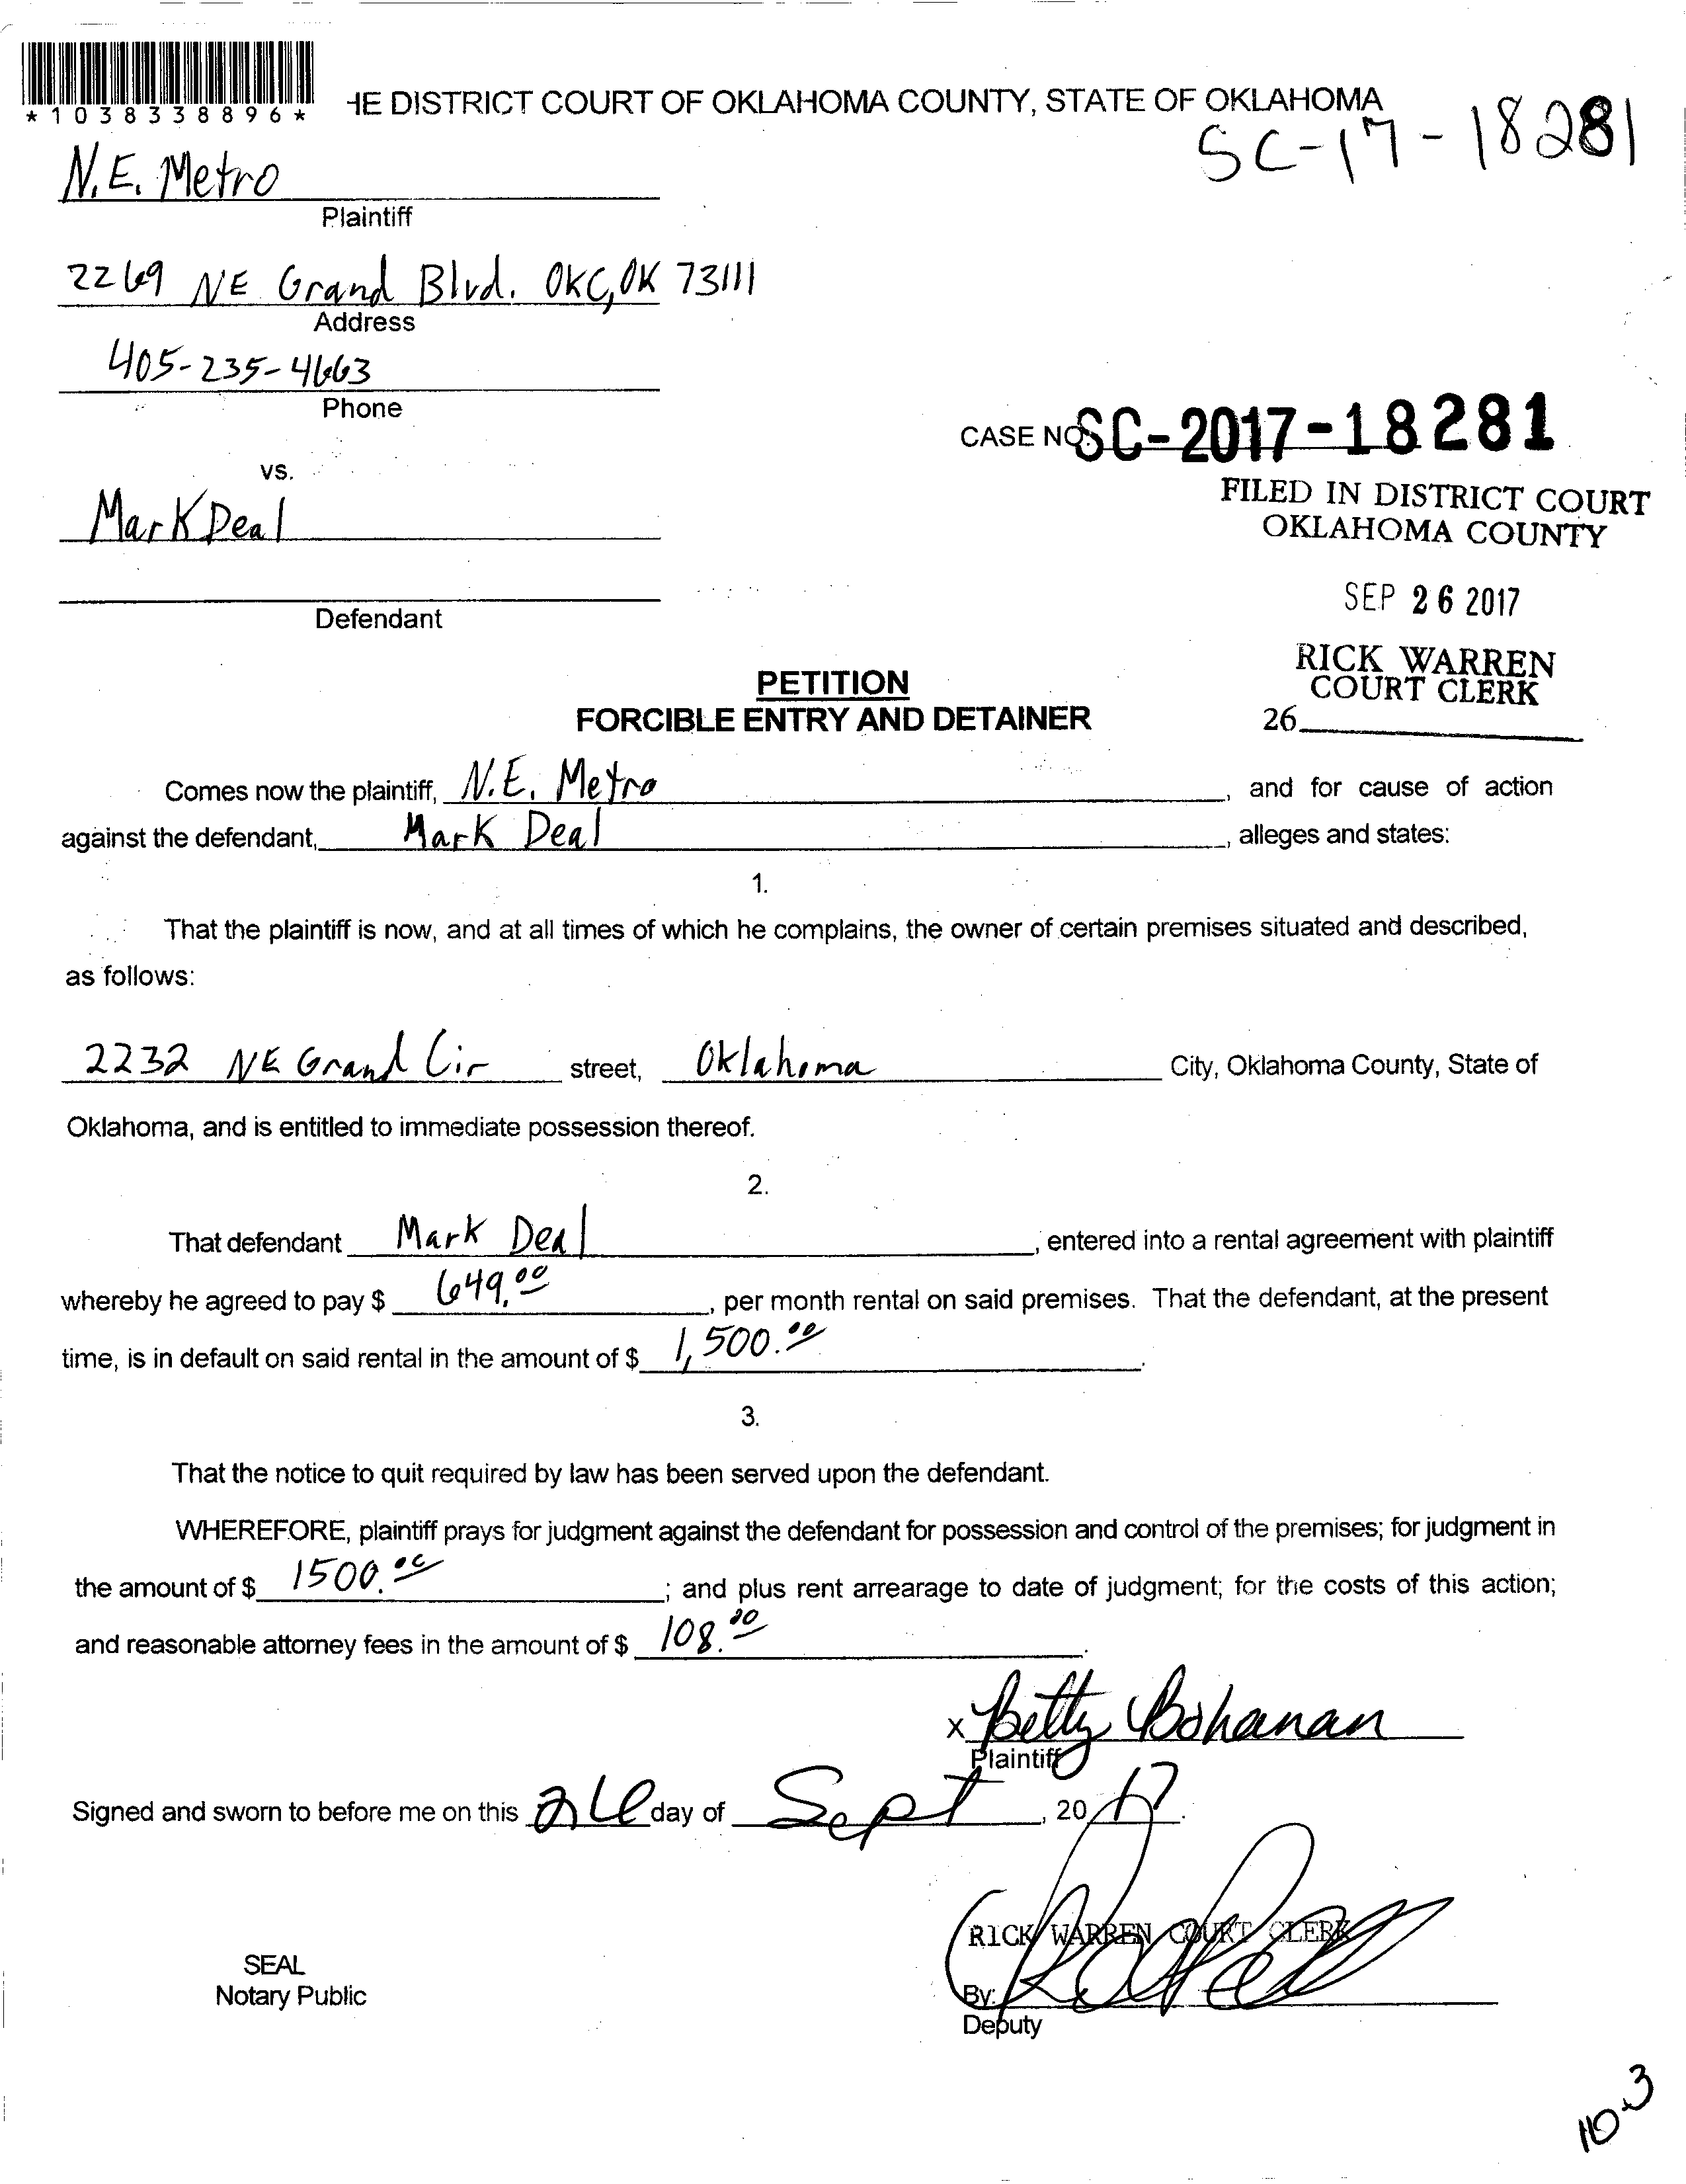 *1038338896*
HE DISTRICT COURT OF OKLAHOMA COUNTY, STATE OF OKLAHOMA
SC-17-18281
N.E. Metro
Plaintiff
2269 NE Grand Blvd. OKC, OK 73111
Address
405-235-4663
Phone
CASE NO. SC-2017-18281
vs.
FILED IN DISTRICT COURT
OKLAHOMA COUNTY
Mark Deal
SEP 26 2017
Defendant
RICK WARREN
COURT CLERK
26
PETITION
FORCIBLE ENTRY AND DETAINER
Comes now the plaintiff, N.E. Metro, and for cause of action
against the defendant, Mark Deal, alleges and states:
1.
That the plaintiff is now, and at all times of which he complains, the owner of certain premises situated and described,
as follows:
2232 NE Grand Cir street, Oklahoma City, Oklahoma County, State of
Oklahoma, and is entitled to immediate possession thereof.
2.
That defendant Mark Deal, entered into a rental agreement with plaintiff
whereby he agreed to pay $ 649.00, per month rental on said premises. That the defendant, at the present
time, is in default on said rental in the amount of $ 1,500.00.
3.
That the notice to quit required by law has been served upon the defendant.
WHEREFORE, plaintiff prays for judgment against the defendant for possession and control of the premises; for judgment in
the amount of $ 1500.00; and plus rent arrearage to date of judgment; for the costs of this action;
and reasonable attorney fees in the amount of $ 108.00.
x Betty Bohanan
Plaintiff
Signed and sworn to before me on this 26 day of Sept, 2017.
RICK WARREN COURT CLERK
SEAL
Notary Public
By:
Deputy